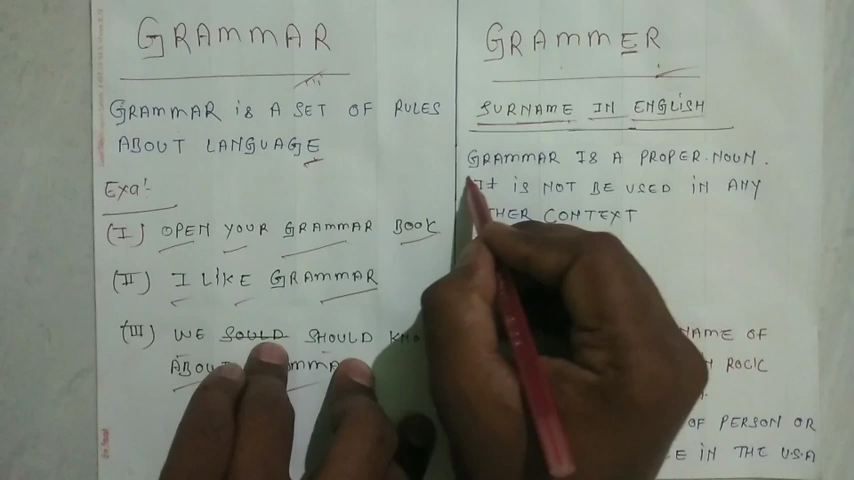 GRAMMAR
GRAMMAR is A SET OF RULES
ABOUT LANGUAGE
Exa:-
(I) OPEN YOUR GRAMMAR BOOK
(II) I LIKE GRAMMAR
(III) WE SOULD SHOULD
ABOUT
GRAMMER
SURNAME IN ENGLISH
GRAMMAR IS A PROPER NOUN.
It is NOT BE USED IN ANY
CONTEXT
OF
ROCK
OF PERSON OR
IN THE U.S.A